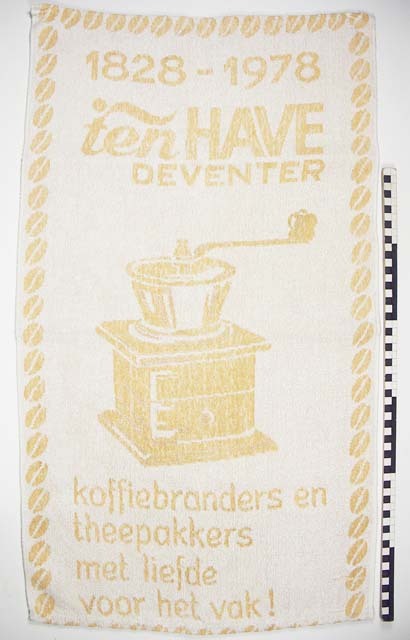 1828 - 1978
ten HAVE
DEVENTER
koffiebranders en
theepakkers
met liefde
voor het vak!